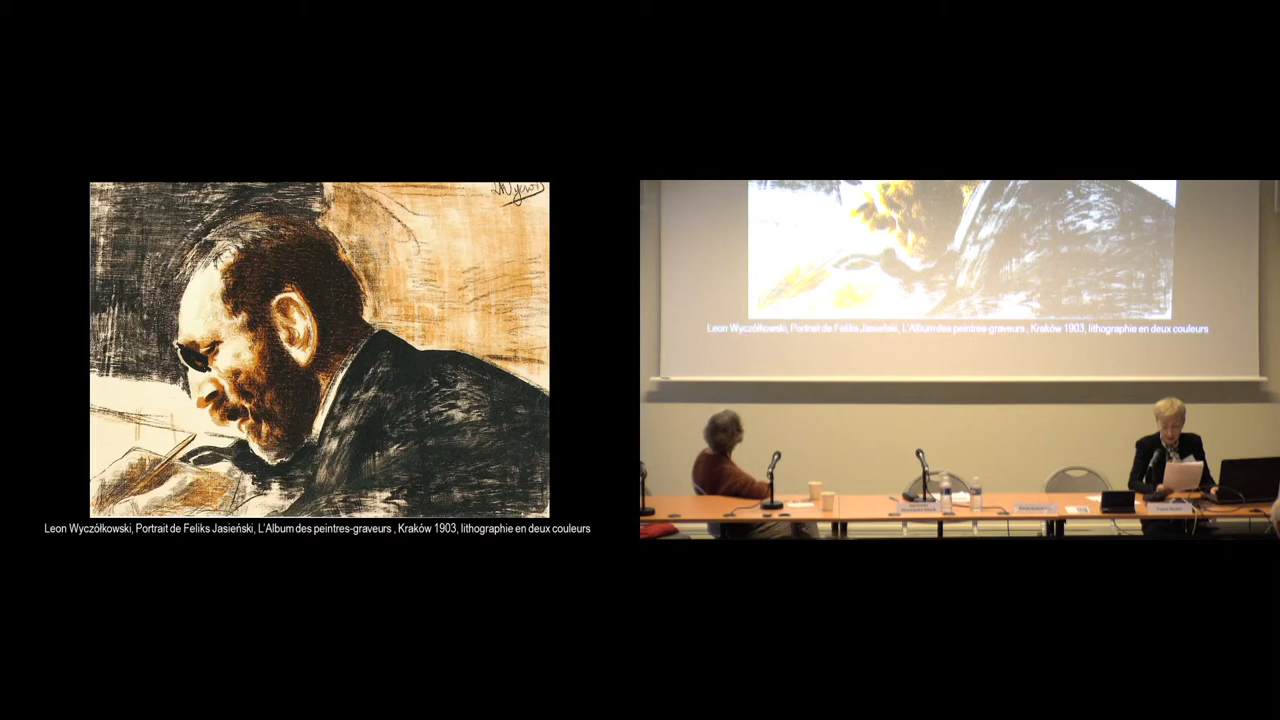 Leon Wyczółkowski, Portrait de Feliks Jasieński, L'Album des peintres-graveurs , Kraków 1903, lithographie en deux couleurs
Leon Wyczółkowski, Portrait de Feliks Jasieński, L'Album des peintres-graveurs , Kraków 1903, lithographie en deux couleurs